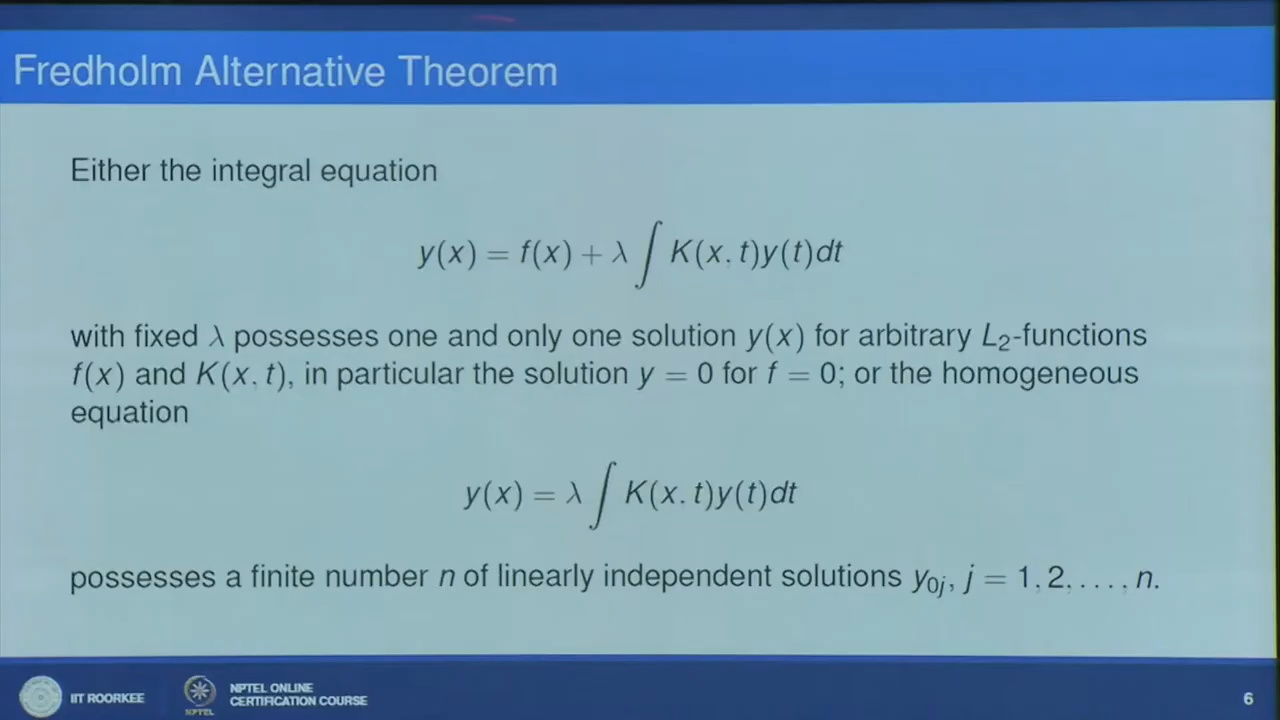 Fredholm Alternative Theorem
Either the integral equation
y(x) = f(x) + λ ∫ K(x, t)y(t)dt
with fixed λ possesses one and only one solution y(x) for arbitrary L₂-functions
f(x) and K(x, t), in particular the solution y = 0 for f = 0; or the homogeneous
equation
y(x) = λ ∫ K(x, t)y(t)dt
possesses a finite number n of linearly independent solutions y₀ⱼ, j = 1, 2, . . . , n.
IIT ROORKEE
NPTEL
NPTEL ONLINE
CERTIFICATION COURSE
6